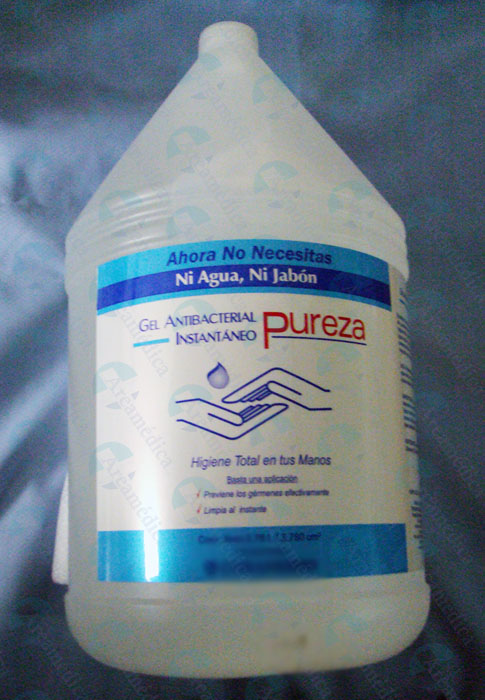 Ahora No Necesitas
Ni Agua, Ni Jabón
GEL ANTIBACTERIAL
INSTANTÁNEO
Pureza
Higiene Total en tus Manos
Basta una aplicación
Previene los gérmenes efectivamente
Limpia al instante
Arcamédica